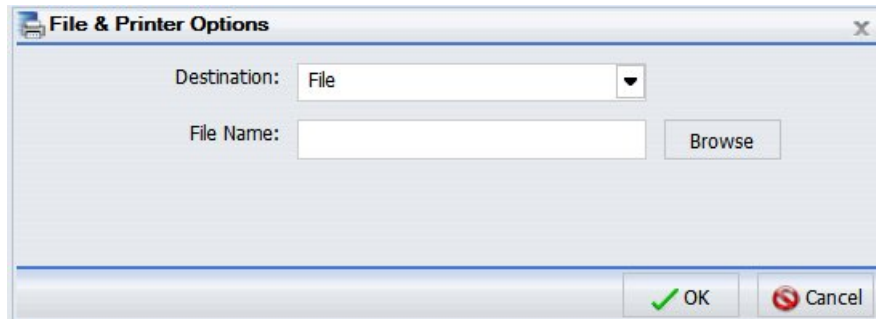 File & Printer Options
Destination: File
File Name:
Browse
OK
Cancel